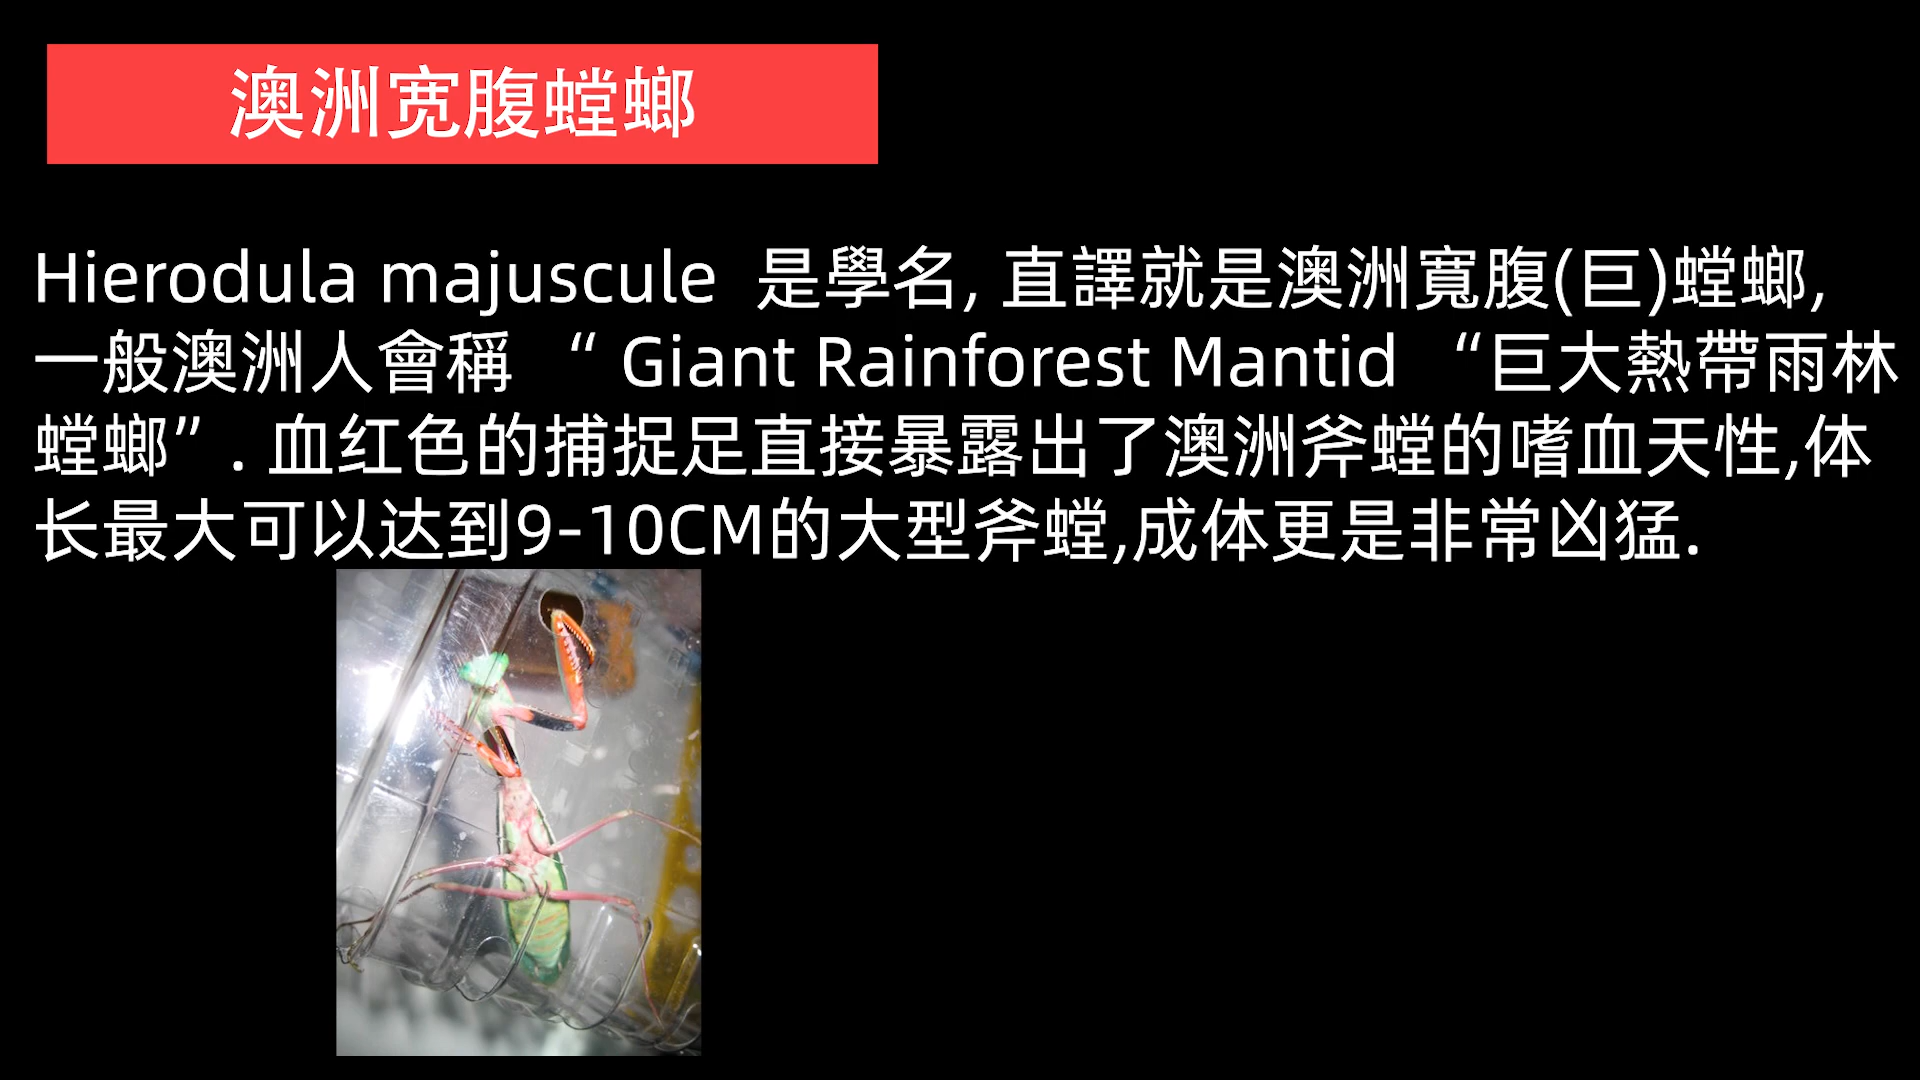 澳洲宽腹螳螂
Hierodula majuscule 是學名, 直譯就是澳洲寬腹(巨)螳螂,
一般澳洲人會稱 “ Giant Rainforest Mantid “巨大熱帶雨林
螳螂” . 血红色的捕捉足直接暴露出了澳洲斧螳的嗜血天性,体
长最大可以达到9-10CM的大型斧螳,成体更是非常凶猛.